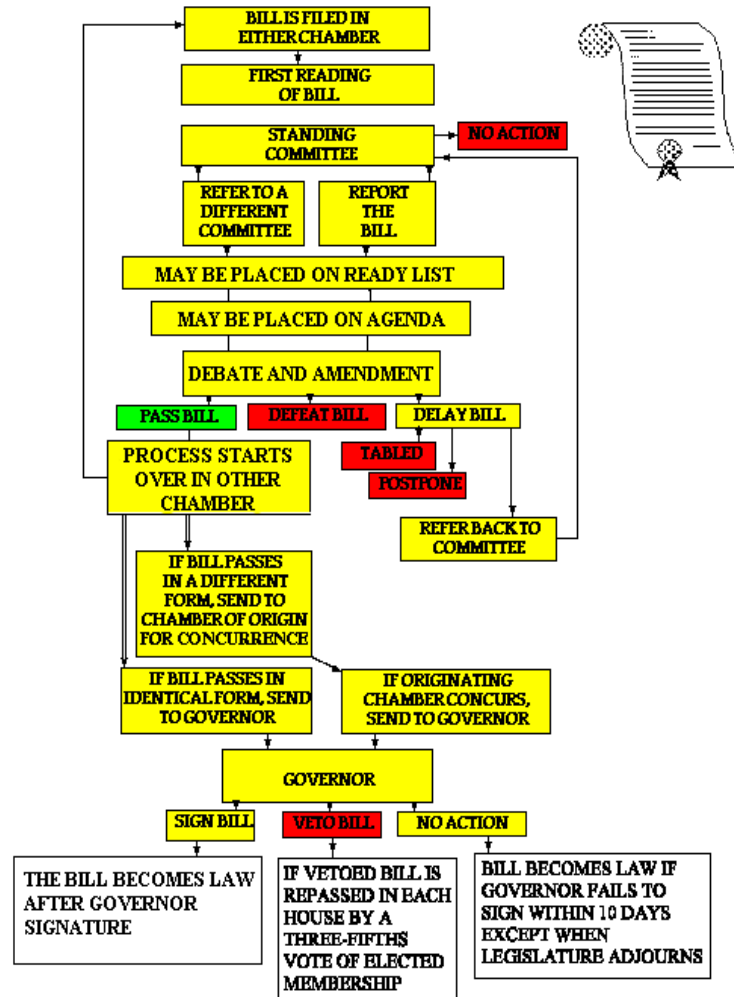 BILL IS FILED IN
EITHER CHAMBER
FIRST READING
OF BILL
STANDING
COMMITTEE
NO ACTION
REFER TO A
DIFFERENT
COMMITTEE
REPORT
THE
BILL
MAY BE PLACED ON READY LIST
MAY BE PLACED ON AGENDA
DEBATE AND AMENDMENT
PASS BILL
DEFEAT BILL
DELAY BILL
TABLED
POSTPONE
PROCESS STARTS
OVER IN OTHER
CHAMBER
REFER BACK TO
COMMITTEE
IF BILL PASSES
IN A DIFFERENT
FORM, SEND TO
CHAMBER OF ORIGIN
FOR CONCURRENCE
IF BILL PASSES IN
IDENTICAL FORM, SEND
TO GOVERNOR
IF ORIGINATING
CHAMBER CONCURS,
SEND TO GOVERNOR
GOVERNOR
SIGN BILL
VETO BILL
NO ACTION
THE BILL BECOMES LAW
AFTER GOVERNOR
SIGNATURE
IF VETOED BILL IS
REPASSED IN EACH
HOUSE BY A
THREE-FIFTHS
VOTE OF ELECTED
MEMBERSHIP
BILL BECOMES LAW IF
GOVERNOR FAILS TO
SIGN WITHIN 10 DAYS
EXCEPT WHEN
LEGISLATURE ADJOURNS